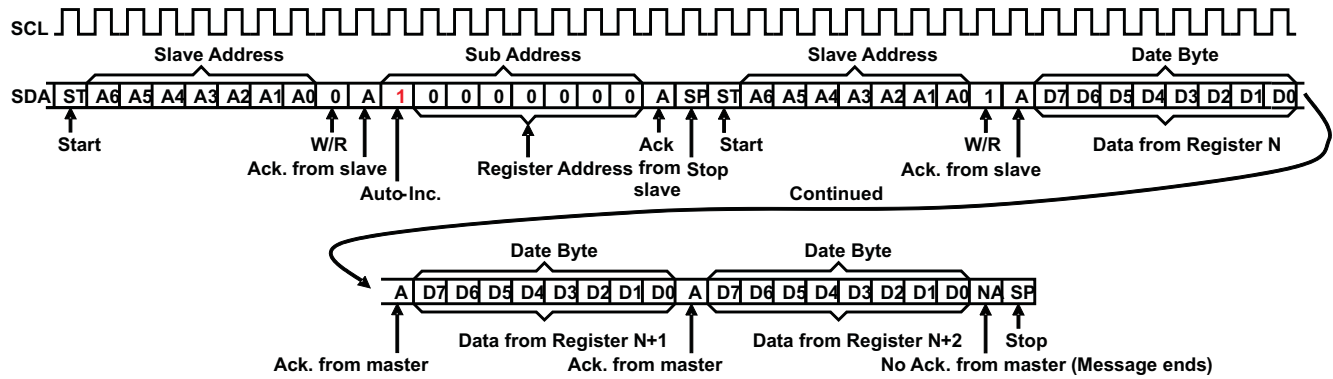 SCL
Slave Address Sub Address Slave Address Date Byte
SDA ST A6 A5 A4 A3 A2 A1 A0 0 A 1 0 0 0 0 0 0 0 A SP ST A6 A5 A4 A3 A2 A1 A0 1 A D7 D6 D5 D4 D3 D2 D1 D0
Start W/R Ack Start W/R Data from Register N
Ack. from slave Register Address from Stop Ack. from slave
Auto-Inc. slave Continued
Date Byte Date Byte
A D7 D6 D5 D4 D3 D2 D1 D0 A D7 D6 D5 D4 D3 D2 D1 D0 NA SP
Data from Register N+1 Data from Register N+2 Stop
Ack. from master Ack. from master No Ack. from master (Message ends)